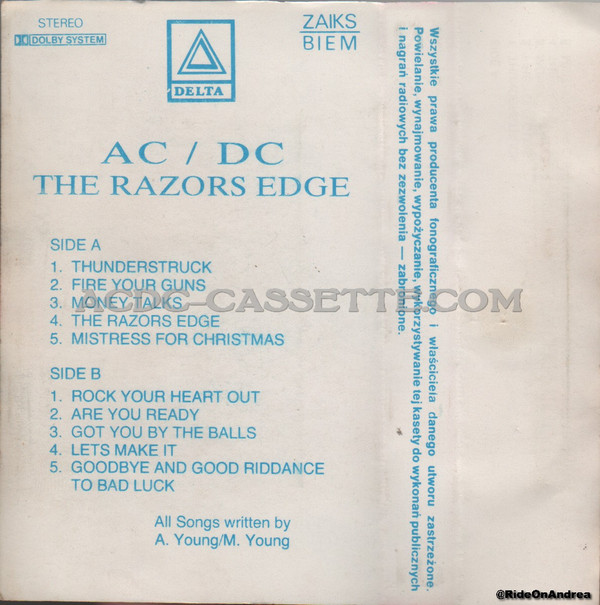 STEREO
DOLBY SYSTEM
DELTA
ZAIKS
BIEM
AC / DC
THE RAZORS EDGE
SIDE A
1. THUNDERSTRUCK
2. FIRE YOUR GUNS
3. MONEY TALKS
4. THE RAZORS EDGE
5. MISTRESS FOR CHRISTMAS
SIDE B
1. ROCK YOUR HEART OUT
2. ARE YOU READY
3. GOT YOU BY THE BALLS
4. LETS MAKE IT
5. GOODBYE AND GOOD RIDDANCE
TO BAD LUCK
All Songs written by
A. Young/M. Young
Wszystkie prawa producenta fonograficznego i właściciela danego utworu zastrzeżone.
Powielanie, wynajmowanie, wypożyczanie, wykorzystywanie tej kasety do wykonań publicznych
i nagrań radiowych bez zezwolenia — zabronione.
ACDC-CASSETTE.COM
@RideOnAndrea